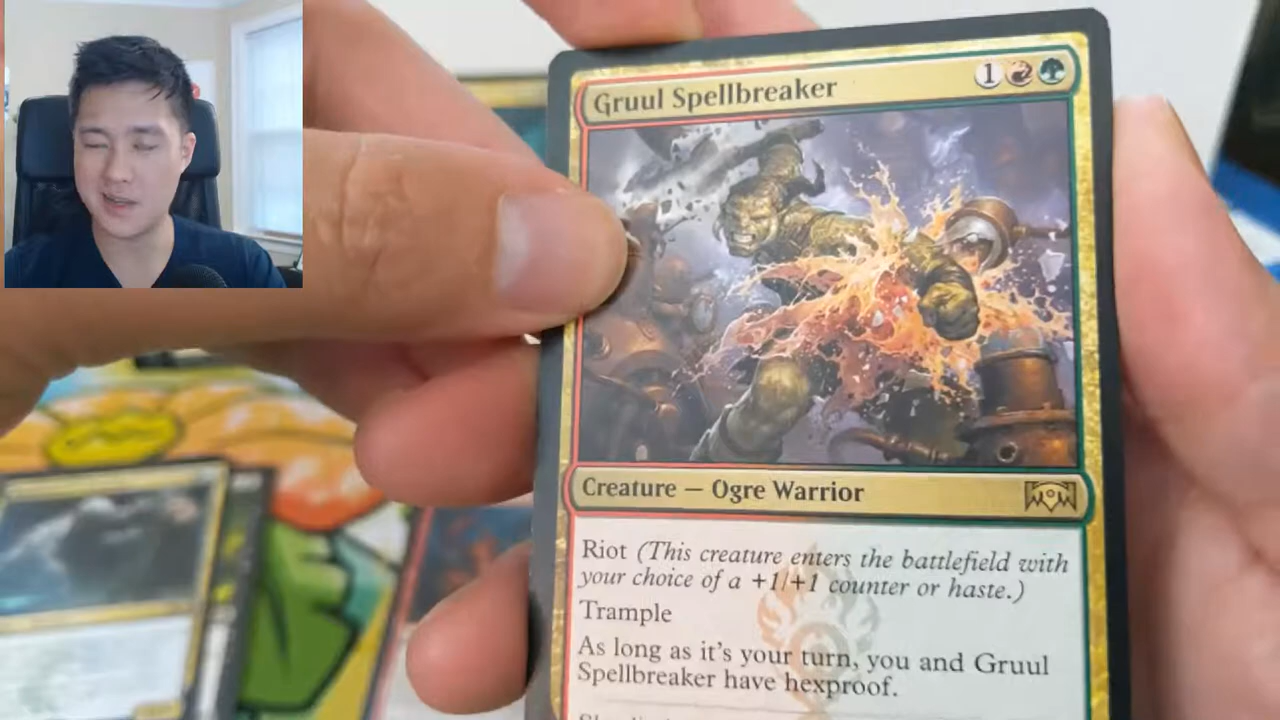 Gruul Spellbreaker 1
Creature — Ogre Warrior
Riot (This creature enters the battlefield with
your choice of a +1/+1 counter or haste.)
Trample
As long as it's your turn, you and Gruul
Spellbreaker have hexproof.